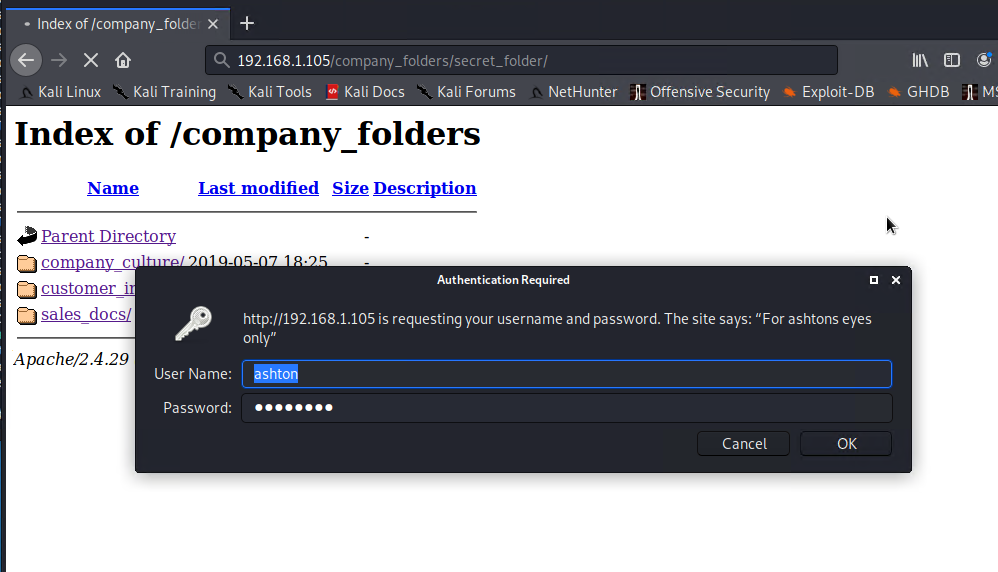 Index of /company_folder
192.168.1.105/company_folders/secret_folder/
Kali Linux Kali Training Kali Tools Kali Docs Kali Forums NetHunter Offensive Security Exploit-DB GHDB MS
Index of /company_folders
Name Last modified Size Description
Parent Directory -
company_culture/ 2019-05-07 18:25 -
customer_in
sales_docs/
Apache/2.4.29
Authentication Required
http://192.168.1.105 is requesting your username and password. The site says: “For ashtons eyes
only”
User Name: ashton
Password: ••••••••
Cancel OK